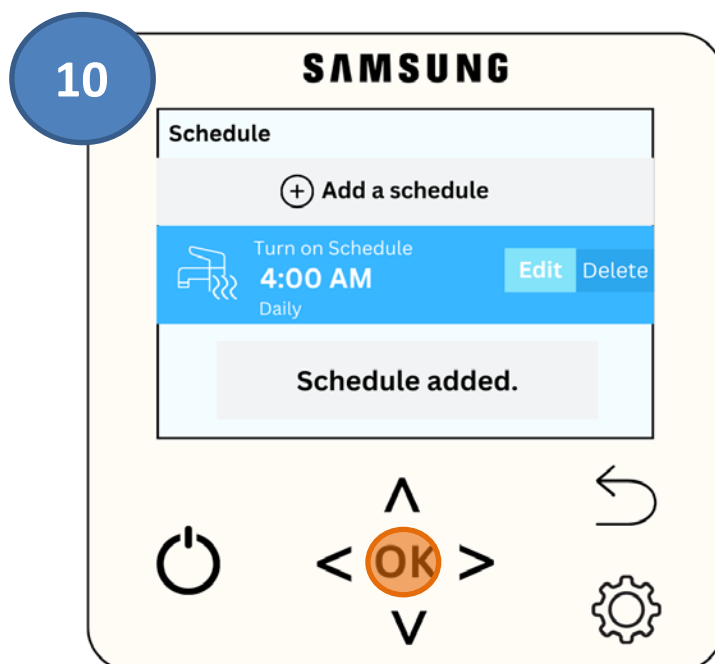 10
SAMSUNG
Schedule
Add a schedule
Turn on Schedule
4:00 AM
Daily
Edit Delete
Schedule added.
OK